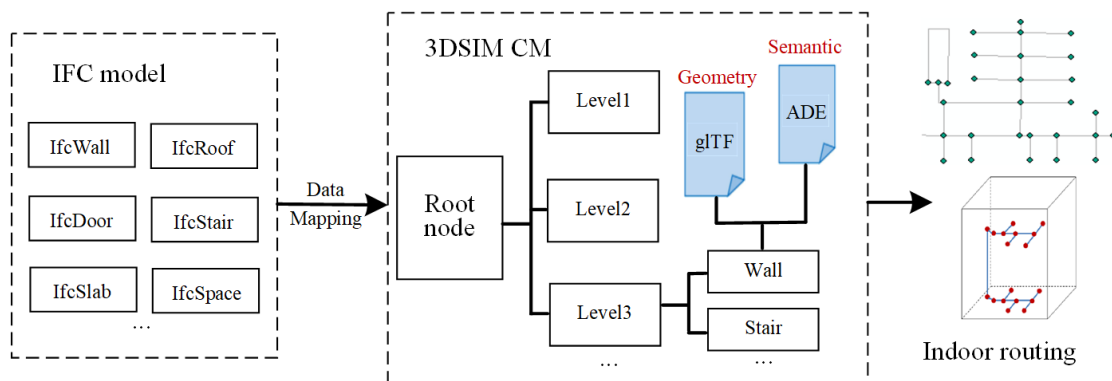 IFC model
IfcWall
IfcRoof
IfcDoor
IfcStair
IfcSlab
IfcSpace
...
Data
Mapping
3DSIM CM
Root
node
Level1
Level2
Level3
...
Geometry
glTF
Semantic
ADE
Wall
Stair
...
Indoor routing